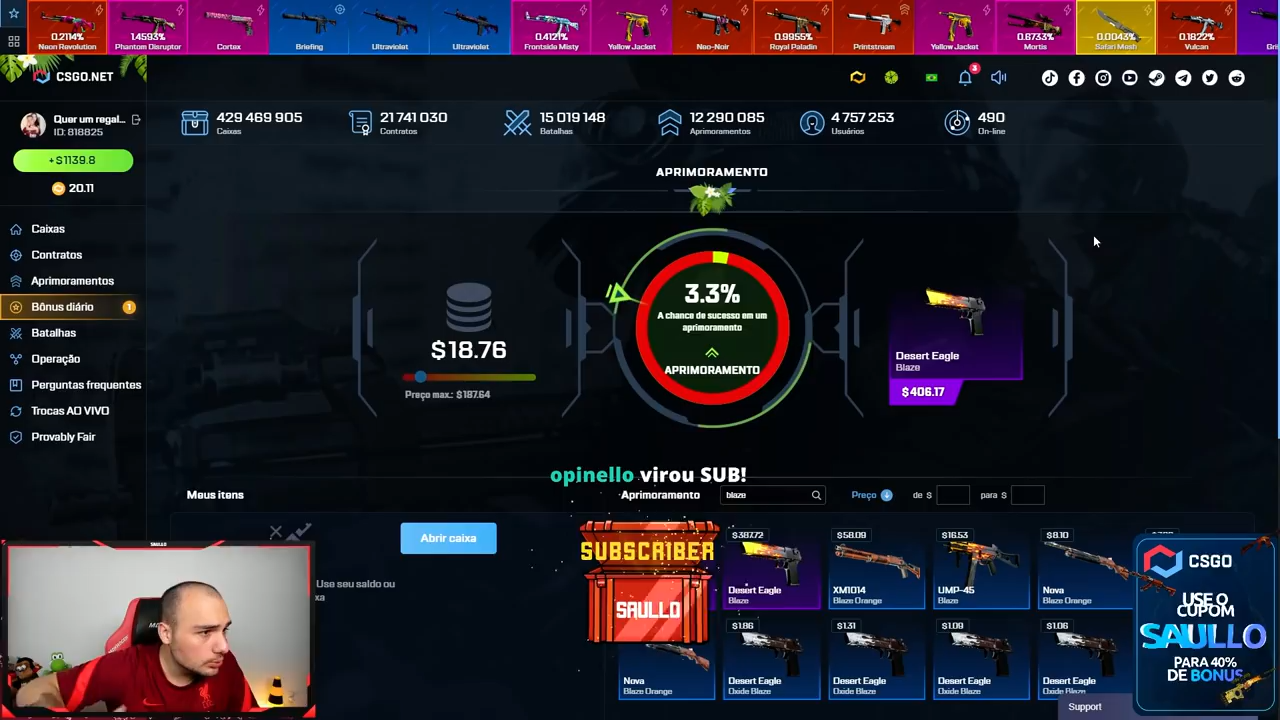 0.2114%
Neon Revolution
1.4593%
Phantom Disruptor
Cortex
Briefing
Ultraviolet
Ultraviolet
0.4121%
Frontside Misty
Yellow Jacket
Neo-Noir
0.9955%
Royal Paladin
Printstream
Yellow Jacket
0.6733%
Mortis
0.0043%
Safari Mesh
0.1822%
Vulcan
CSGO.NET
3
Quer um regal...
ID: 818825
+$1139.8
20.11
429 469 905
Caixas
21 741 030
Contratos
15 019 148
Batalhas
12 290 085
Aprimoramentos
4 757 253
Usuários
490
On-line
Caixas
Contratos
Aprimoramentos
Bônus diário 1
Batalhas
Operação
Perguntas frequentes
Trocas AO VIVO
Provably Fair
APRIMORAMENTO
$18.76
Preço max.: $187.64
3.3%
A chance de sucesso em um
aprimoramento
APRIMORAMENTO
Desert Eagle
Blaze
$406.17
opinello virou SUB!
Meus itens
Aprimoramento
blaze
Preço
de $
para $
Abrir caixa
Use seu saldo ou
xa
SUBSCRIBER
SAULLO
$387.72
Desert Eagle
Blaze
$58.09
XM1014
Blaze Orange
$16.53
UMP-45
Blaze
$8.10
Nova
Blaze Orange
Nova
Blaze Orange
$1.86
Desert Eagle
Oxide Blaze
$1.31
Desert Eagle
Oxide Blaze
$1.09
Desert Eagle
Oxide Blaze
$1.06
Desert Eagle
Oxide Blaze
CSGO
USE O
CUPOM
SAULLO
PARA 40%
DE BONUS
Support
SAULLO